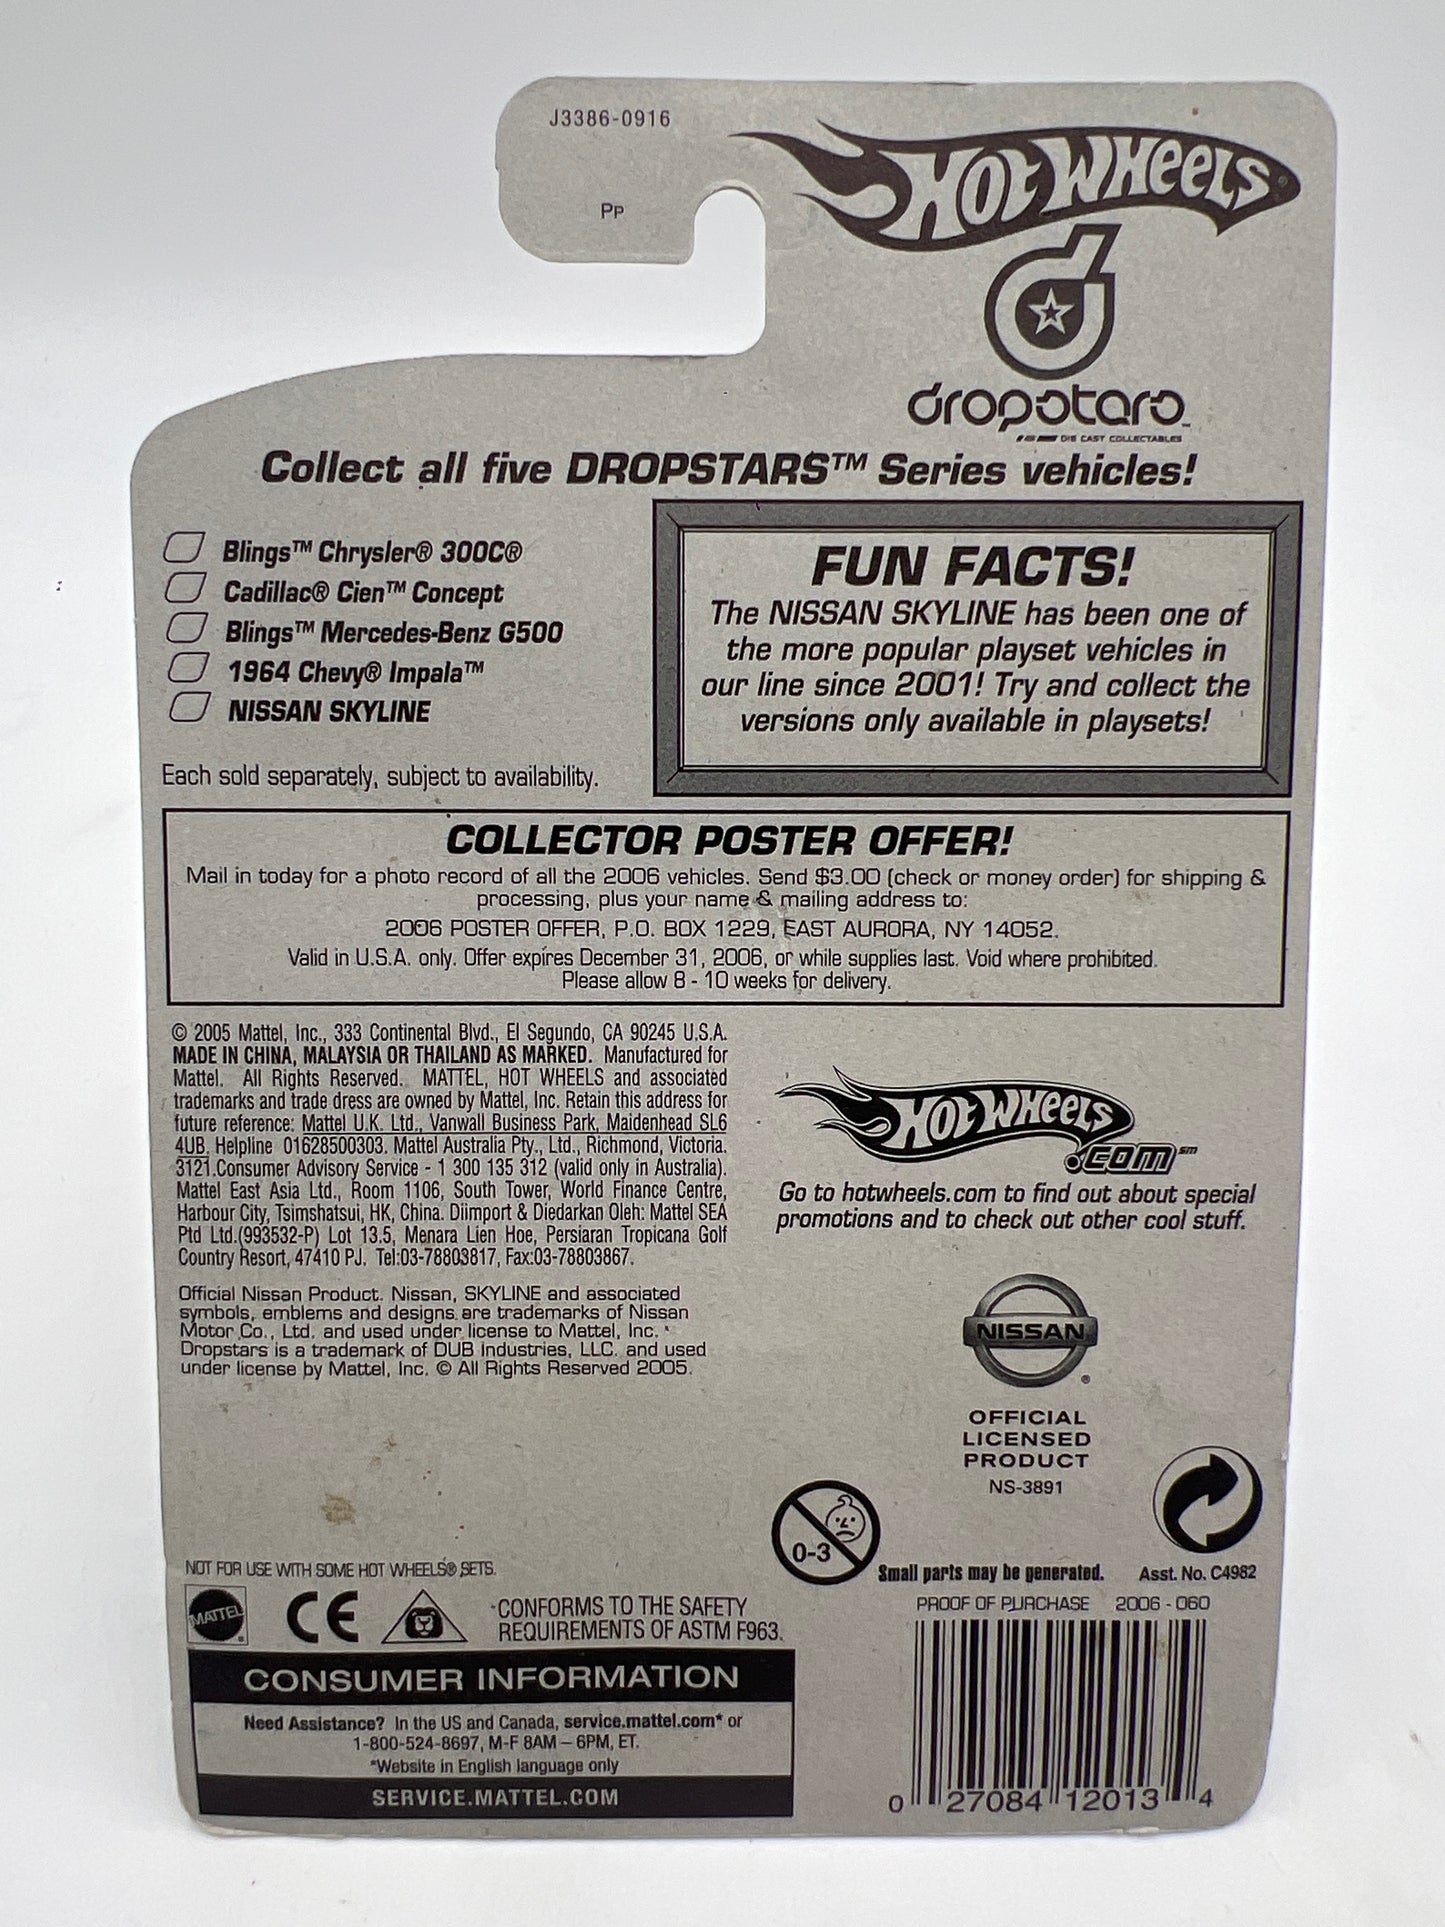 J3386-0916
PP
HOT WHEELS
dropstars™
DIE CAST COLLECTABLES
Collect all five DROPSTARS™ Series vehicles!
Blings™ Chrysler® 300C®
Cadillac® Cien™ Concept
Blings™ Mercedes-Benz G500
1964 Chevy® Impala™
NISSAN SKYLINE
Each sold separately, subject to availability.
FUN FACTS!
The NISSAN SKYLINE has been one of
the more popular playset vehicles in
our line since 2001! Try and collect the
versions only available in playsets!
COLLECTOR POSTER OFFER!
Mail in today for a photo record of all the 2006 vehicles. Send $3.00 (check or money order) for shipping &
processing, plus your name & mailing address to:
2006 POSTER OFFER, P.O. BOX 1229, EAST AURORA, NY 14052.
Valid in U.S.A. only. Offer expires December 31, 2006, or while supplies last. Void where prohibited.
Please allow 8 - 10 weeks for delivery.
© 2005 Mattel, Inc., 333 Continental Blvd., El Segundo, CA 90245 U.S.A.
MADE IN CHINA, MALAYSIA OR THAILAND AS MARKED. Manufactured for
Mattel. All Rights Reserved. MATTEL, HOT WHEELS and associated
trademarks and trade dress are owned by Mattel, Inc. Retain this address for
future reference: Mattel U.K. Ltd., Vanwall Business Park, Maidenhead SL6
4UB. Helpline 01628500303. Mattel Australia Pty., Ltd., Richmond, Victoria.
3121.Consumer Advisory Service - 1 300 135 312 (valid only in Australia).
Mattel East Asia Ltd., Room 1106, South Tower, World Finance Centre,
Harbour City, Tsimshatsui, HK, China. Diimport & Diedarkan Oleh: Mattel SEA
Ptd Ltd.(993532-P) Lot 13.5, Menara Lien Hoe, Persiaran Tropicana Golf
Country Resort, 47410 PJ. Tel:03-78803817, Fax:03-78803867.
Official Nissan Product. Nissan, SKYLINE and associated
symbols, emblems and designs are trademarks of Nissan
Motor Co., Ltd. and used under license to Mattel, Inc.
Dropstars is a trademark of DUB Industries, LLC. and used
under license by Mattel, Inc. © All Rights Reserved 2005.
HOT WHEELS
.COM℠
Go to hotwheels.com to find out about special
promotions and to check out other cool stuff.
NISSAN®
OFFICIAL
LICENSED
PRODUCT
NS-3891
0-3
Small parts may be generated.
Asst. No. C4982
NOT FOR USE WITH SOME HOT WHEELS® SETS.
MATTEL®
CE
CONFORMS TO THE SAFETY
REQUIREMENTS OF ASTM F963.
CONSUMER INFORMATION
Need Assistance? In the US and Canada, service.mattel.com* or
1-800-524-8697, M-F 8AM – 6PM, ET.
*Website in English language only
SERVICE.MATTEL.COM
PROOF OF PURCHASE 2006 - 060
0 27084 12013 4